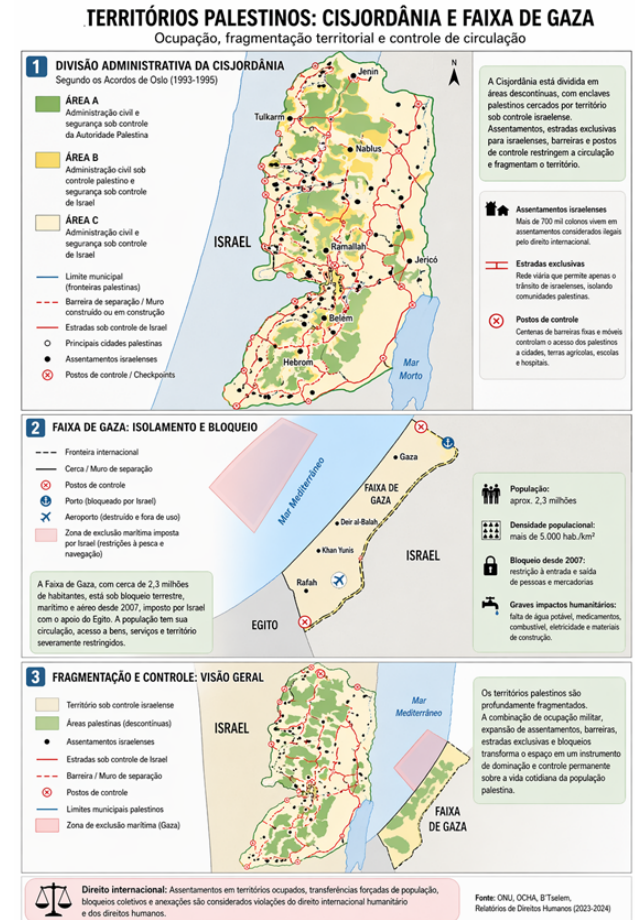 TERRITÓRIOS PALESTINOS: CISJORDÂNIA E FAIXA DE GAZA
Ocupação, fragmentação territorial e controle de circulação
1
DIVISÃO ADMINISTRATIVA DA CISJORDÂNIA
Segundo os Acordos de Oslo (1993-1995)
ÁREA A
Administração civil e
segurança sob controle
da Autoridade Palestina
ÁREA B
Administração civil sob
controle palestino e
segurança sob controle
de Israel
ÁREA C
Administração civil e
segurança sob controle
de Israel
Limite municipal
(fronteiras palestinas)
Barreira de separação / Muro
construído ou em construção
Estradas sob controle de Israel
Principais cidades palestinas
Assentamentos israelenses
Postos de controle / Checkpoints
N
Jenin
Tulkarm
Nablus
ISRAEL
Ramallah
Jericó
Belém
Hebrom
Mar
Morto
A Cisjordânia está dividida em
áreas descontínuas, com enclaves
palestinos cercados por território
sob controle israelense.
Assentamentos, estradas exclusivas
para israelenses, barreiras e postos
de controle restringem a circulação
e fragmentam o território.
Assentamentos israelenses
Mais de 700 mil colonos vivem em
assentamentos considerados ilegais
pelo direito internacional.
Estradas exclusivas
Rede viária que permite apenas o
trânsito de israelenses, isolando
comunidades palestinas.
Postos de controle
Centenas de barreiras fixas e móveis
controlam o acesso dos palestinos
a cidades, terras agrícolas, escolas
e hospitais.
2
FAIXA DE GAZA: ISOLAMENTO E BLOQUEIO
Fronteira internacional
Cerca / Muro de separação
Postos de controle
Porto (bloqueado por Israel)
Aeroporto (destruído e fora de uso)
Zona de exclusão marítima imposta
por Israel (restrições à pesca e
navegação)
A Faixa de Gaza, com cerca de 2,3 milhões
de habitantes, está sob bloqueio terrestre,
marítimo e aéreo desde 2007, imposto por Israel
com o apoio do Egito. A população tem sua
circulação, acesso a bens, serviços e território
severamente restringidos.
Mar Mediterrâneo
Gaza
FAIXA DE
GAZA
Deir al-Balah
Khan Yunis
Rafah
ISRAEL
EGITO
População:
aprox. 2,3 milhões
Densidade populacional:
mais de 5.000 hab./km²
Bloqueio desde 2007:
restrição à entrada e saída
de pessoas e mercadorias
Graves impactos humanitários:
falta de água potável, medicamentos,
combustível, eletricidade e materiais
de construção.
3
FRAGMENTAÇÃO E CONTROLE: VISÃO GERAL
Território sob controle israelense
Áreas palestinas (descontínuas)
Assentamentos israelenses
Estradas sob controle de Israel
Barreira / Muro de separação
Postos de controle
Limites municipais palestinos
Zona de exclusão marítima (Gaza)
ISRAEL
Mar
Mediterrâneo
FAIXA
DE GAZA
Os territórios palestinos são
profundamente fragmentados.
A combinação de ocupação militar,
expansão de assentamentos, barreiras,
estradas exclusivas e bloqueios
transforma o espaço em um instrumento
de dominação e controle permanente
sobre a vida cotidiana da população
palestina.
Direito internacional: Assentamentos em territórios ocupados, transferências forçadas de população,
bloqueios coletivos e anexações são considerados violações do direito internacional humanitário
e dos direitos humanos.
Fonte: ONU, OCHA, B'Tselem,
Relatórios de Direitos Humanos (2023-2024)